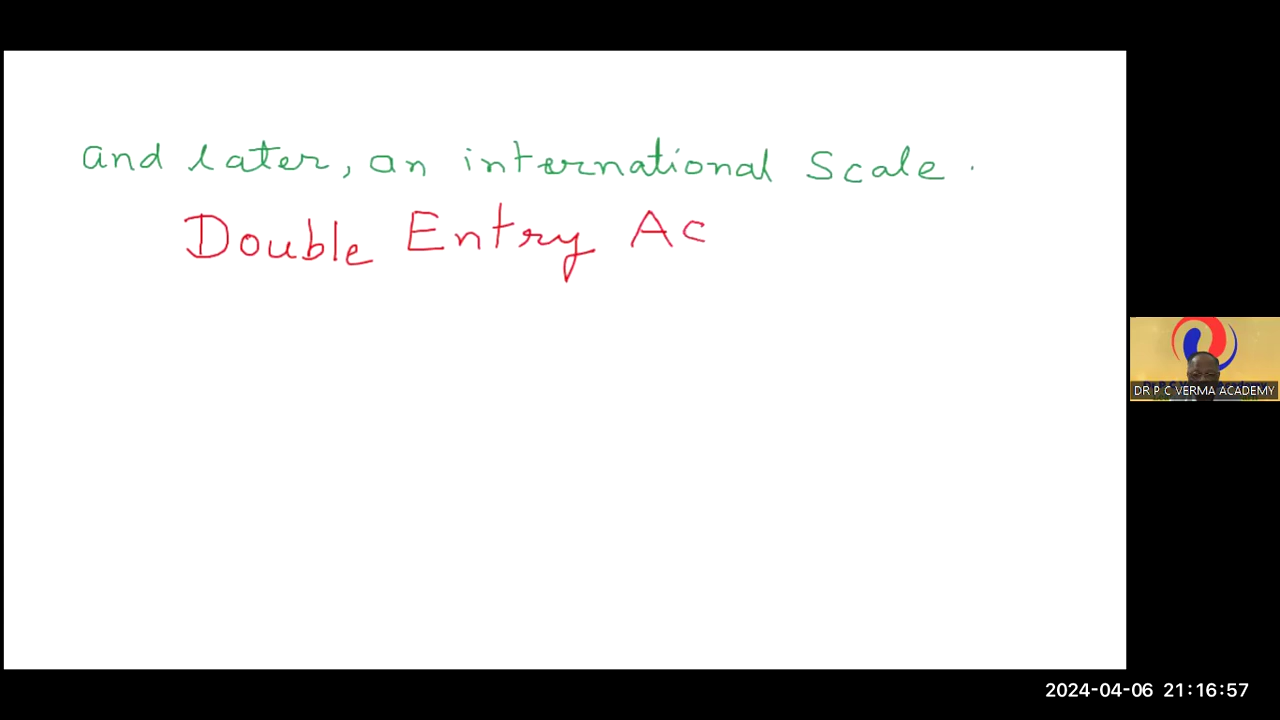 and later, an international Scale.
Double Entry Ac
DR P C VERMA ACADEMY
2024-04-06 21:16:57